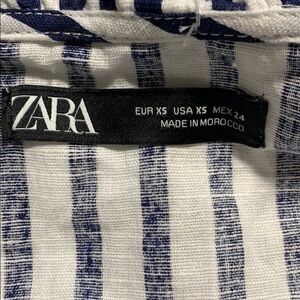 ZARA
EUR XS USA XS MEX 24
MADE IN MOROCCO